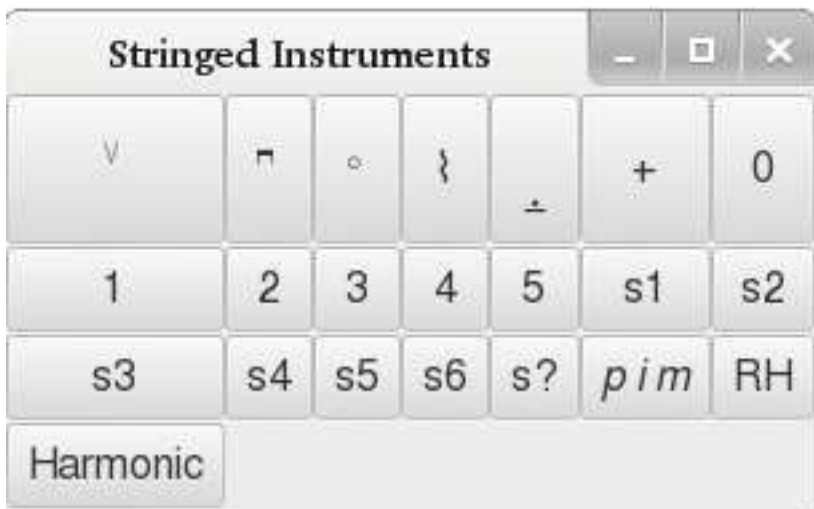 Stringed Instruments
V + 0
1 2 3 4 5 s1 s2
s3 s4 s5 s6 s? p i m RH
Harmonic